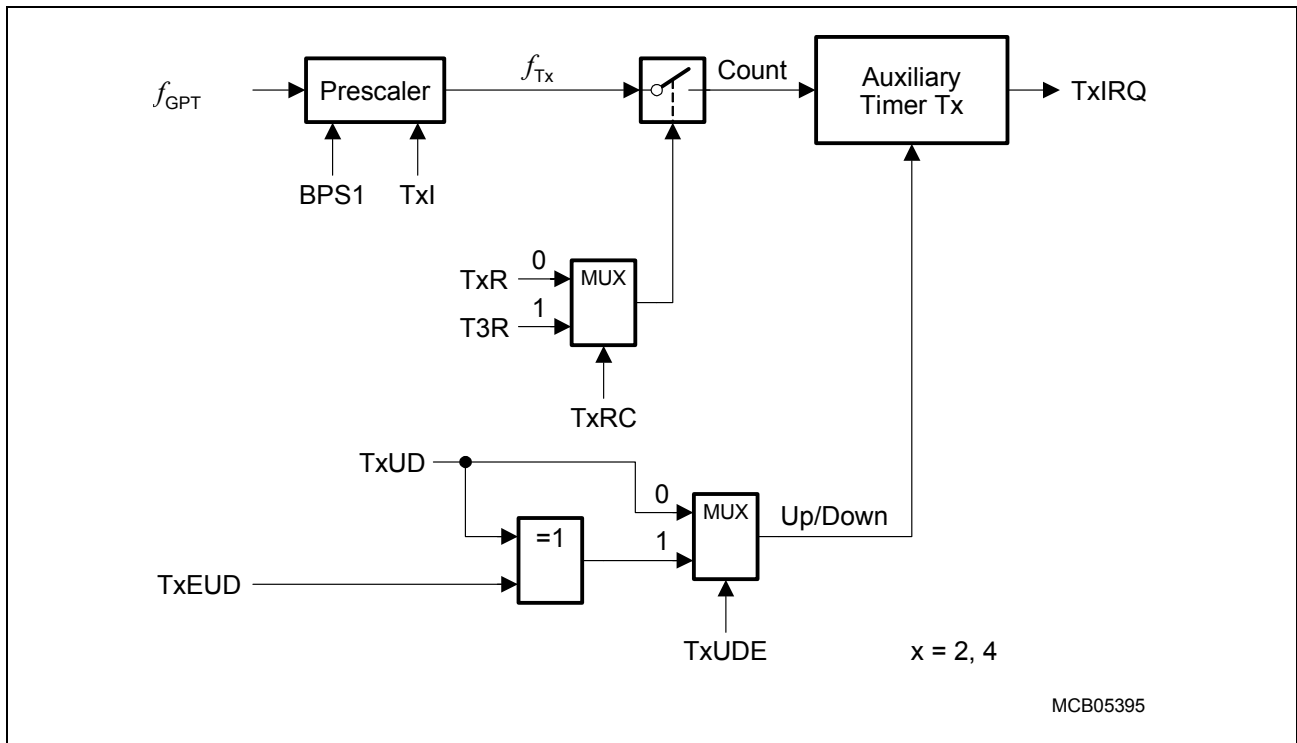 fGPT
Prescaler
fTx
Count
Auxiliary
Timer Tx
TxIRQ
BPS1
TxI
TxR
0
MUX
T3R
1
TxRC
TxUD
0
MUX
Up/Down
=1
1
TxEUD
TxUDE
x = 2, 4
MCB05395